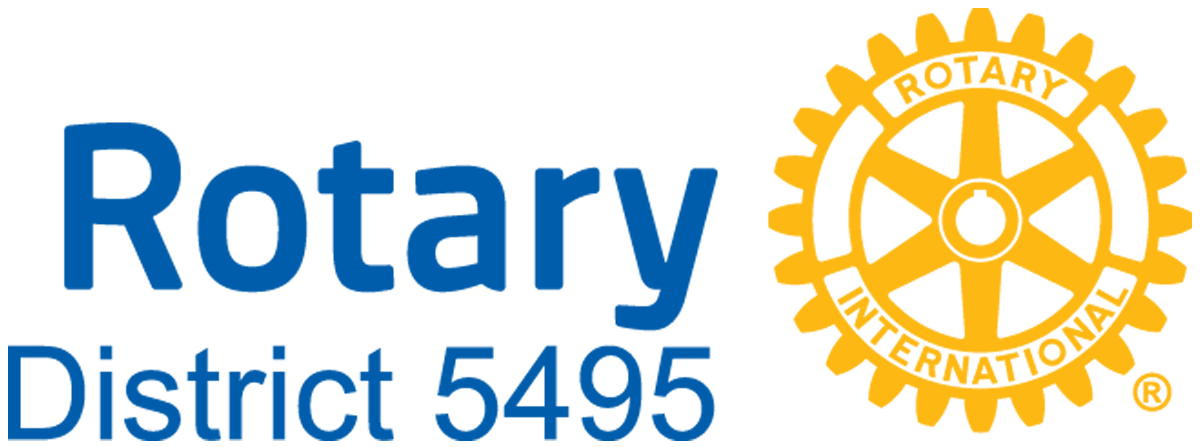 Rotary
District 5495
ROTARY
INTERNATIONAL
®